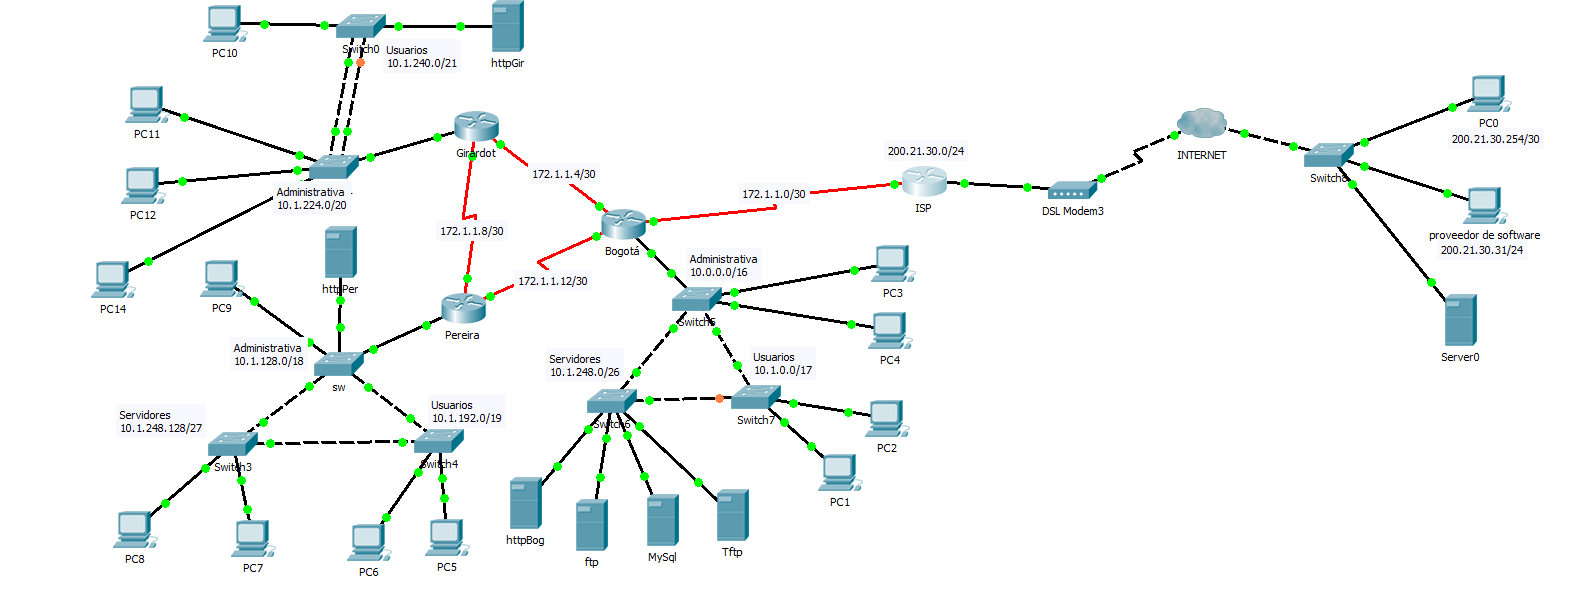 PC10
Switch0
Usuarios
10.1.240.0/21
httpGir
PC11
Girardot
PC12
Administrativa .
10.1.224.0/20
172.1.1.4/30
200.21.30.0/24
ISP
172.1.1.0/30
DSL Modem3
INTERNET
PC0
200.21.30.254/30
proveedor de software
200.21.30.31/24
172.1.1.8/30
Bogotá
Administrativa
10.0.0.0/16
172.1.1.12/30
PC14
PC9
httpPer
Pereira
PC3
Switch5
PC4
Server0
Administrativa
10.1.128.0/18
sw
Servidores
10.1.248.0/26
Usuarios
10.1.0.0/17
Servidores
10.1.248.128/27
Usuarios
10.1.192.0/19
Switch3
Switch4
Switch6
Switch7
PC2
PC1
PC8
PC7
PC6
PC5
httpBog
ftp
MySql
Tftp